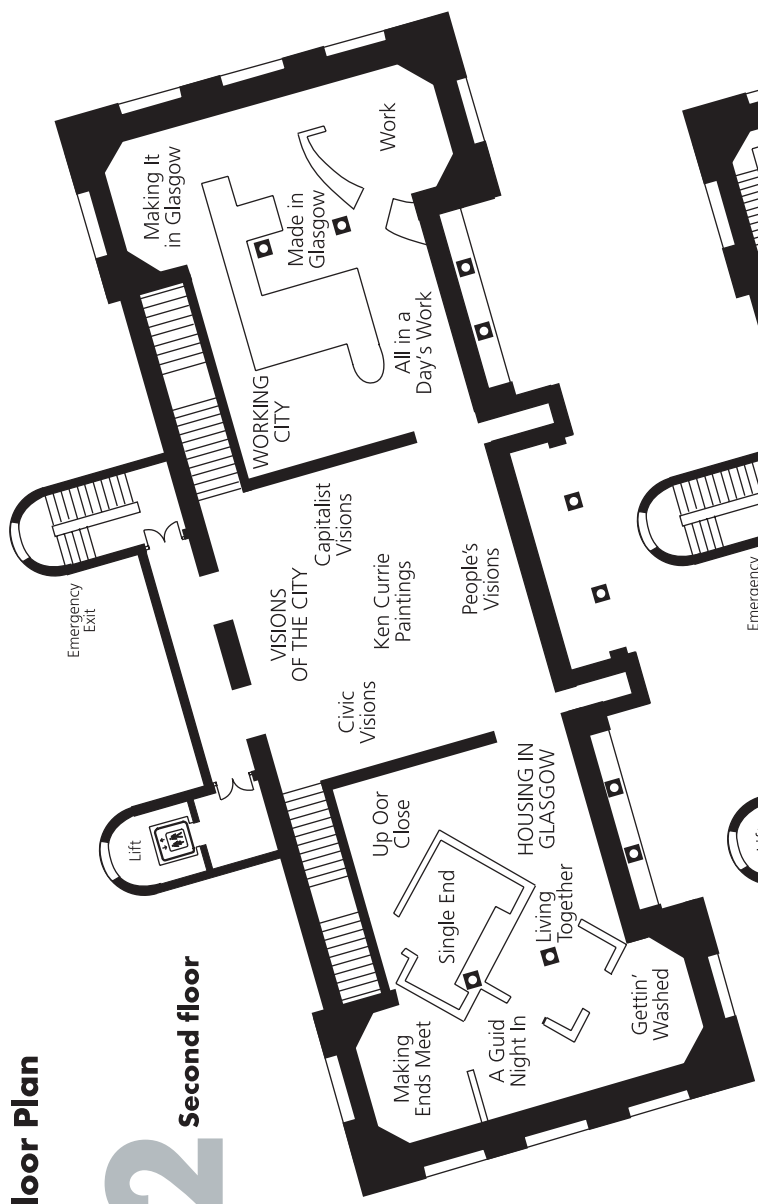 loor Plan
2
Second floor
Lift
Emergency
Exit
Making
Ends Meet
A Guid
Night In
Gettin'
Washed
Single End
Living
Together
Up Oor
Close
HOUSING IN
GLASGOW
Civic
Visions
VISIONS
OF THE CITY
Ken Currie
Paintings
Capitalist
Visions
People's
Visions
WORKING
CITY
All in a
Day's Work
Making It
in Glasgow
Made in
Glasgow
Work
Emergency